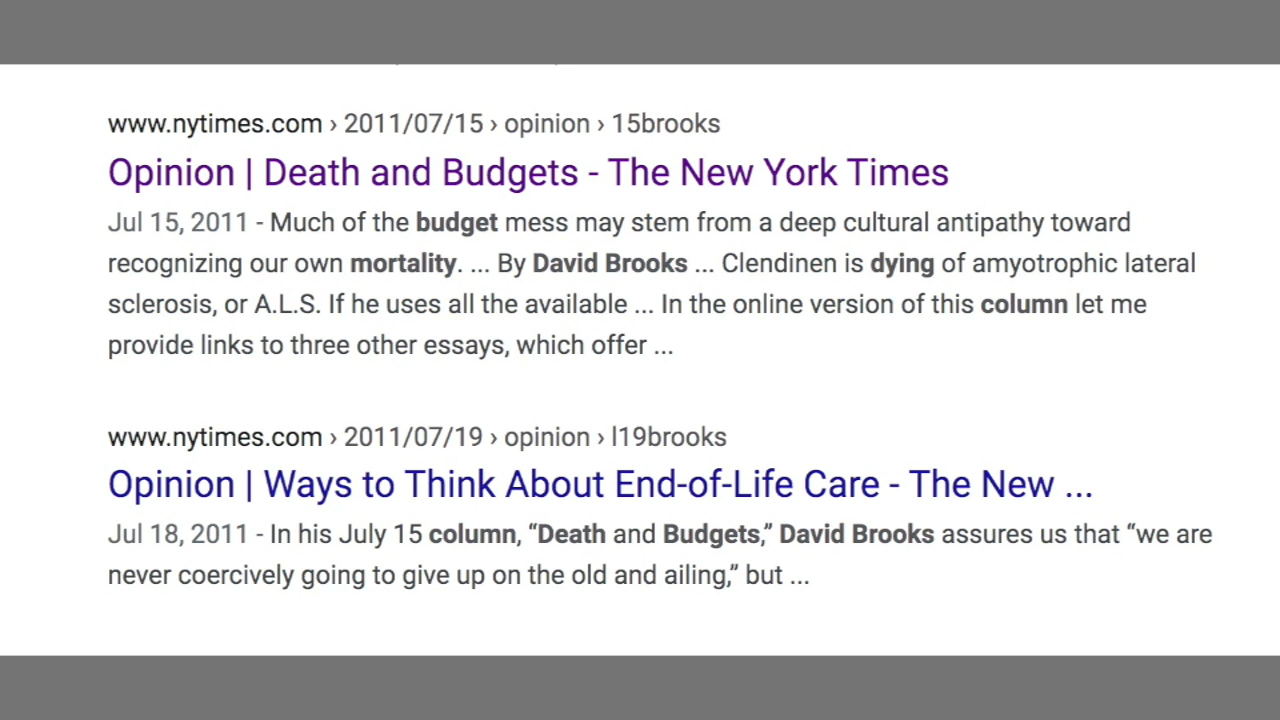 www.nytimes.com › 2011/07/15 › opinion › 15brooks
Opinion | Death and Budgets - The New York Times
Jul 15, 2011 - Much of the budget mess may stem from a deep cultural antipathy toward
recognizing our own mortality. ... By David Brooks ... Clendinen is dying of amyotrophic lateral
sclerosis, or A.L.S. If he uses all the available ... In the online version of this column let me
provide links to three other essays, which offer ...
www.nytimes.com › 2011/07/19 › opinion › l19brooks
Opinion | Ways to Think About End-of-Life Care - The New ...
Jul 18, 2011 - In his July 15 column, “Death and Budgets,” David Brooks assures us that “we are
never coercively going to give up on the old and ailing,” but ...